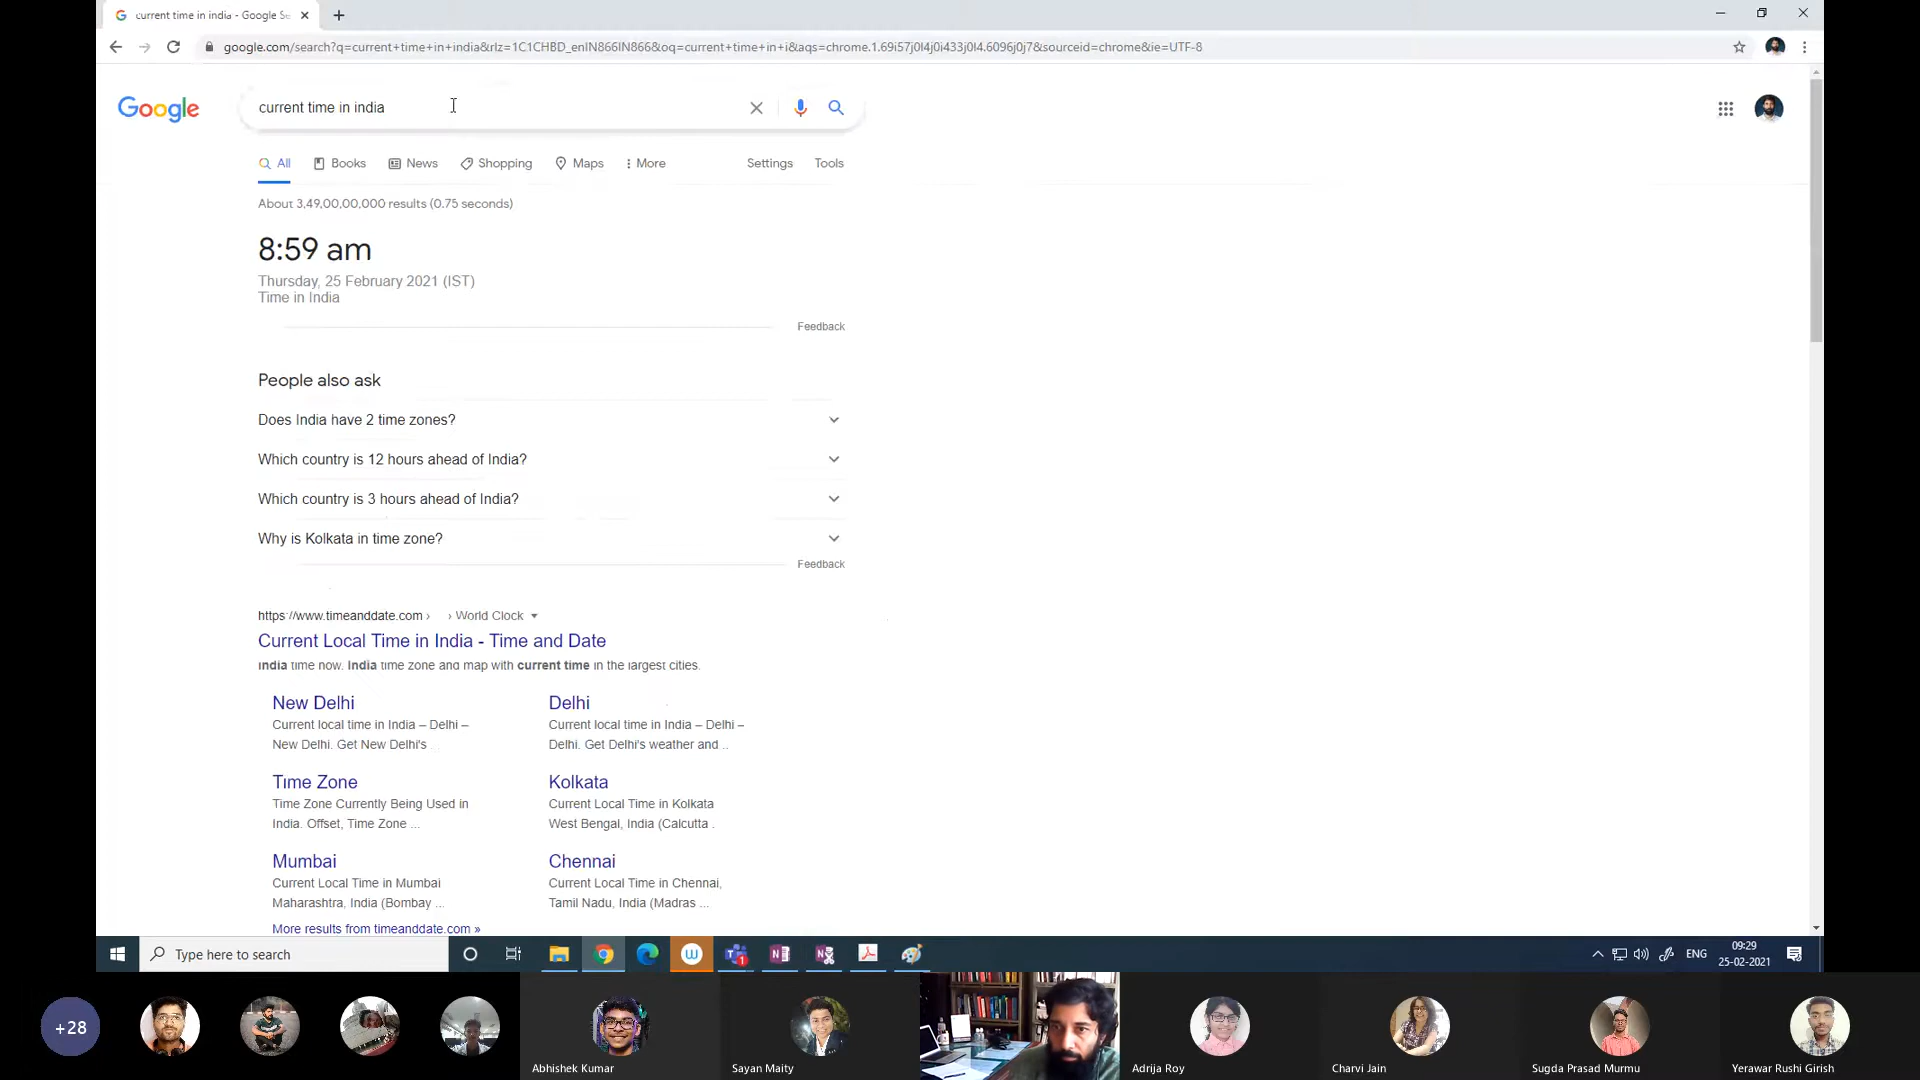 current time in india - Google Se
google.com/search?q=current+time+in+india&rlz=1C1CHBD_enIN866IN866&oq=current+time+in+i&aqs=chrome.1.69i57j0l4j0i433j0l4.6096j0j7&sourceid=chrome&ie=UTF-8
Google
current time in india
All Books News Shopping Maps More Settings Tools
About 3,49,00,00,000 results (0.75 seconds)
8:59 am
Thursday, 25 February 2021 (IST)
Time in India
Feedback
People also ask
Does India have 2 time zones?
Which country is 12 hours ahead of India?
Which country is 3 hours ahead of India?
Why is Kolkata in time zone?
Feedback
https://www.timeanddate.com › › World Clock
Current Local Time in India - Time and Date
India time now. India time zone and map with current time in the largest cities.
New Delhi
Current local time in India – Delhi –
New Delhi. Get New Delhi's
Delhi
Current local time in India – Delhi –
Delhi. Get Delhi's weather and ..
Time Zone
Time Zone Currently Being Used in
India. Offset, Time Zone ...
Kolkata
Current Local Time in Kolkata
West Bengal, India (Calcutta .
Mumbai
Current Local Time in Mumbai
Maharashtra, India (Bombay ...
Chennai
Current Local Time in Chennai,
Tamil Nadu, India (Madras ...
More results from timeanddate.com »
Type here to search
ENG
09:29
25-02-2021
+28
Abhishek Kumar
Sayan Maity
Adrija Roy
Charvi Jain
Sugda Prasad Murmu
Yerawar Rushi Girish